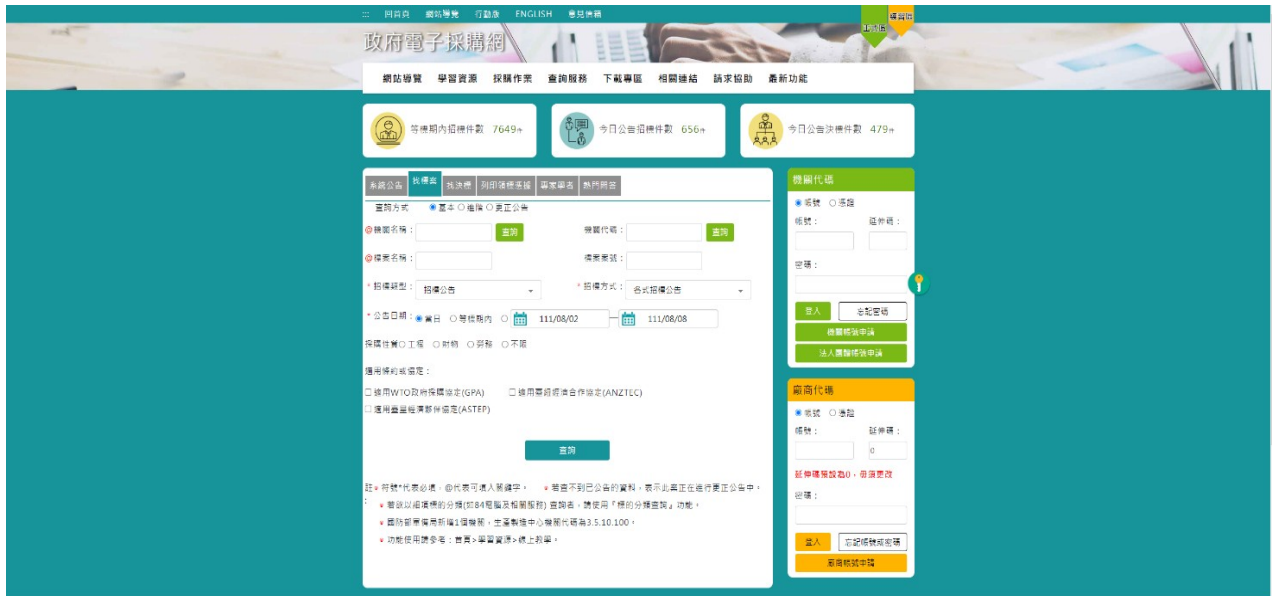 ::: 回首頁 網站導覽 行動版 ENGLISH 意見信箱
政府電子採購網
網站導覽 學習資源 採購作業 查詢服務 下載專區 相關連結 請求協助 最新功能
等標期內招標件數 7649件
今日公告招標件數 656件
今日公告決標件數 479件
系統公告 找標案 找決標 列印領標憑據 專家學者 熱門問答
查詢方式 基本 進階 更正公告
@機關名稱： 查詢 機關代碼： 查詢
@標案名稱： 標案案號：
* 招標類型： 招標公告 * 招標方式： 各式招標公告
* 公告日期： 當日 等標期內 111/08/02 — 111/08/08
採購性質 工程 財物 勞務 不限
適用條約或協定：
適用WTO政府採購協定(GPA) 適用臺紐經濟合作協定(ANZTEC)
適用臺星經濟夥伴協定(ASTEP)
查詢
註： 符號*代表必填，@代表可填入關鍵字。 若查不到已公告的資料，表示此案正在進行更正公告中。
若欲以細項標的分類(如84電腦及相關服務) 查詢者，請使用「標的分類查詢」功能。
國防部軍備局新增1個機關，生產製造中心機關代碼為3.5.10.100。
功能使用請參考：首頁>學習資源>線上教學。
機關代碼
帳號 憑證
帳號： 延伸碼：
密碼：
登入 忘記密碼
機關帳號申請
法人團體帳號申請
廠商代碼
帳號 憑證
帳號： 延伸碼：
0
延伸碼預設為0，毋須更改
密碼：
登入 忘記帳號或密碼
廠商帳號申請